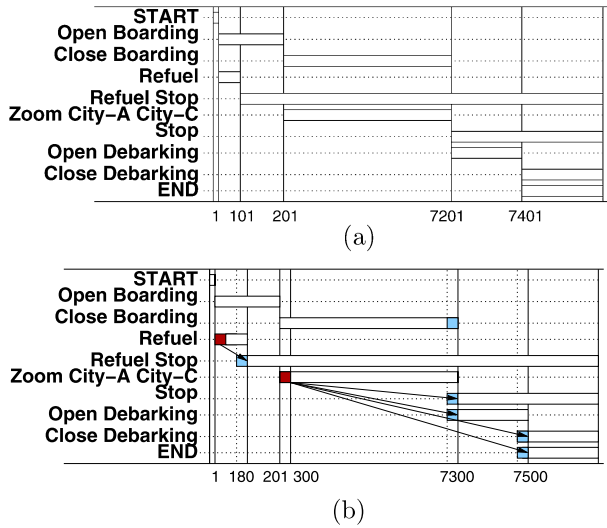 START
Open Boarding
Close Boarding
Refuel
Refuel Stop
Zoom City−A City−C
Stop
Open Debarking
Close Debarking
END
1 101 201 7201 7401
(a)
START
Open Boarding
Close Boarding
Refuel
Refuel Stop
Zoom City−A City−C
Stop
Open Debarking
Close Debarking
END
1 180 201 300 7300 7500
(b)